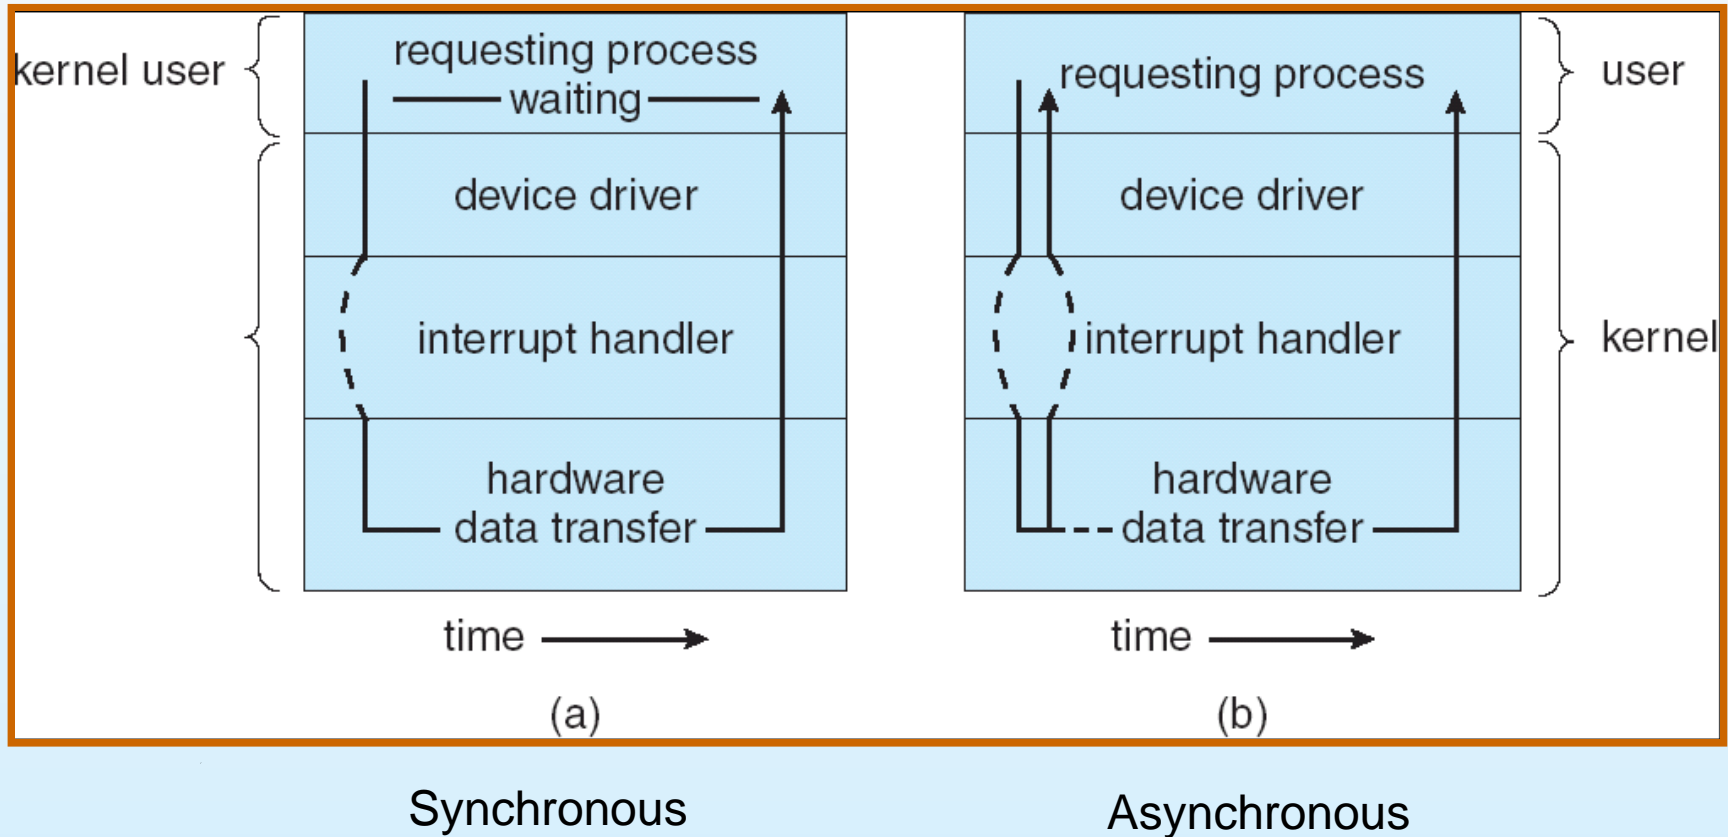 kernel user
requesting process
waiting
device driver
interrupt handler
hardware
data transfer
time
(a)
requesting process
user
device driver
interrupt handler
kernel
hardware
data transfer
time
(b)
Synchronous
Asynchronous